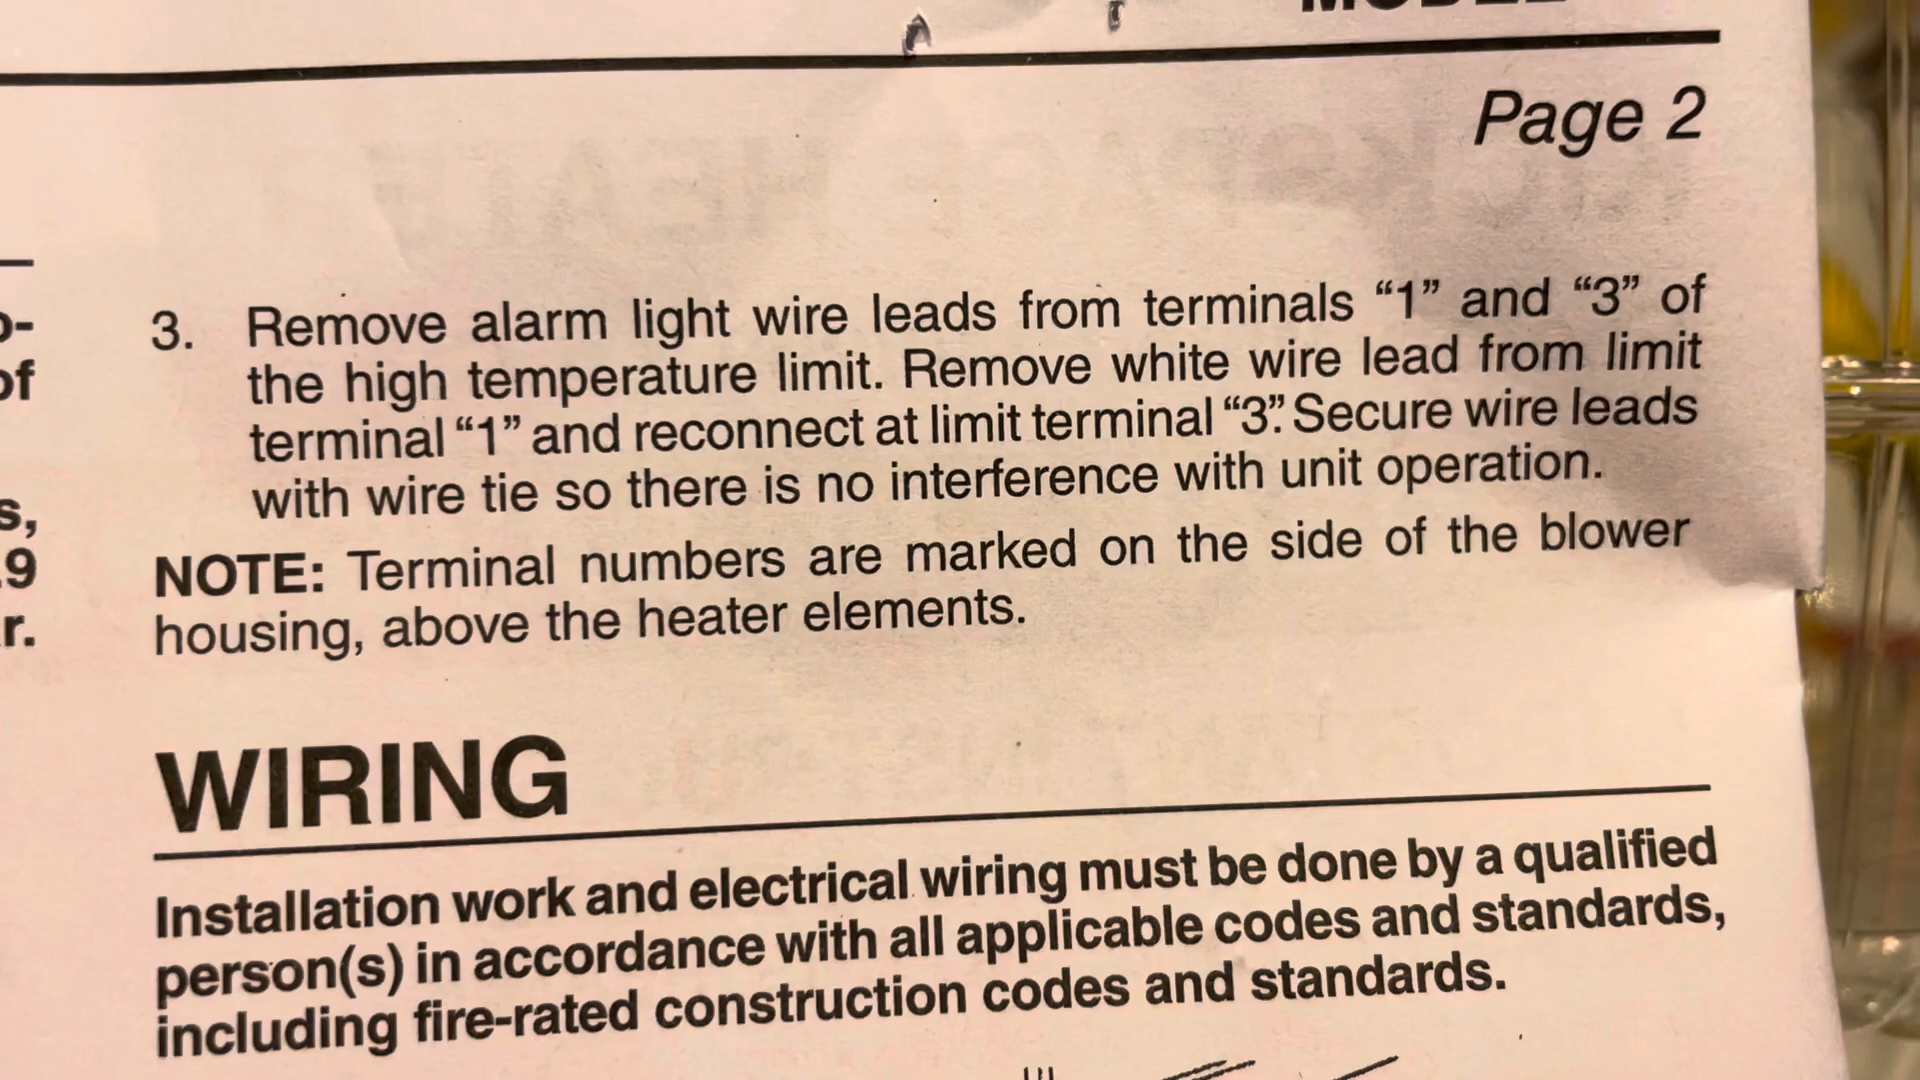 Page 2
of
3. Remove alarm light wire leads from terminals “1” and “3” of
the high temperature limit. Remove white wire lead from limit
terminal “1” and reconnect at limit terminal “3”. Secure wire leads
with wire tie so there is no interference with unit operation.
NOTE: Terminal numbers are marked on the side of the blower
housing, above the heater elements.
WIRING
Installation work and electrical wiring must be done by a qualified
person(s) in accordance with all applicable codes and standards,
including fire-rated construction codes and standards.